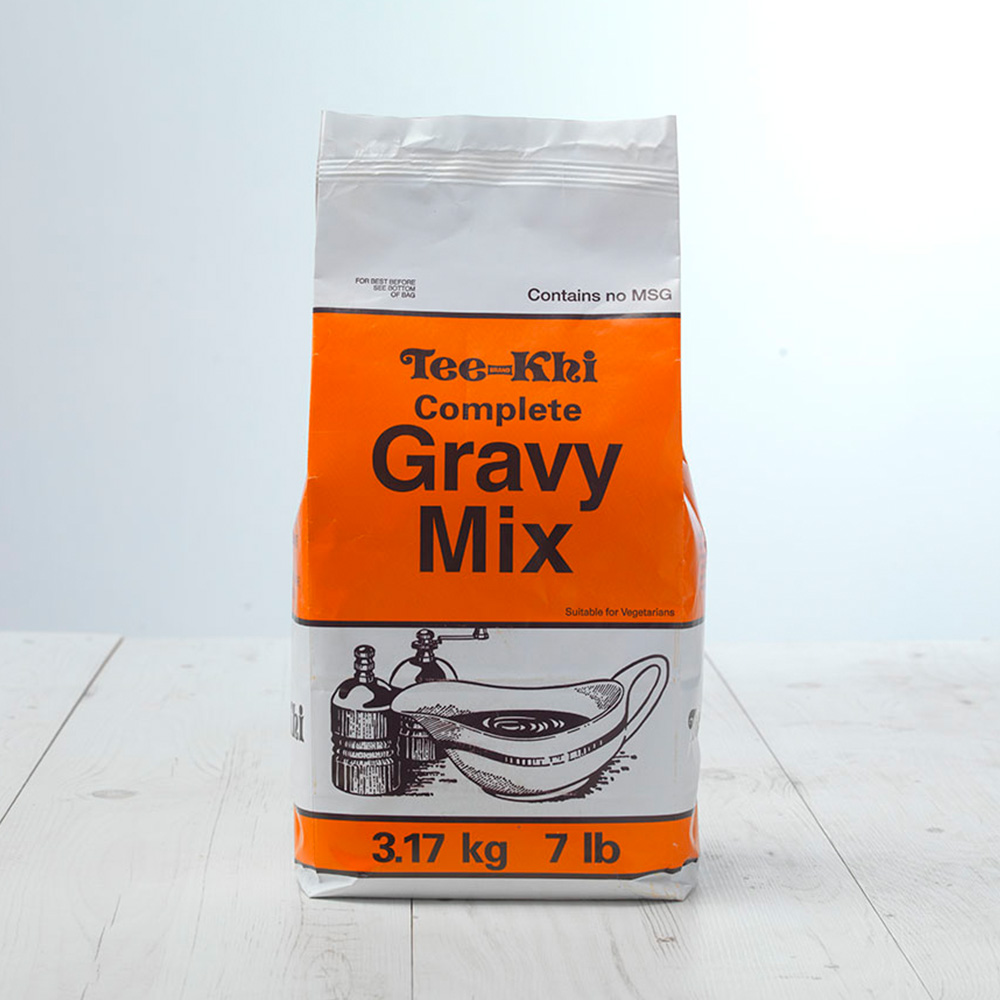 FOR BEST BEFORE
SEE BOTTOM
OF BAG
Contains no MSG
Tee-BRAND-Khi
Complete
Gravy
Mix
Suitable for Vegetarians
3.17 kg 7 lb